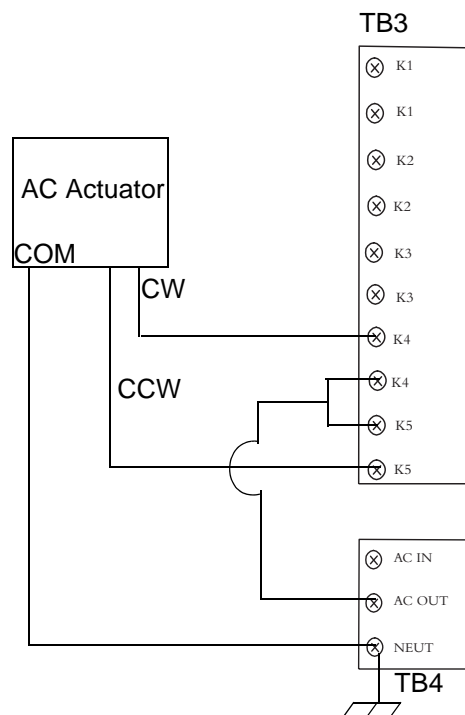 TB3
K1
K1
K2
K2
K3
K3
K4
K4
K5
K5
AC Actuator
COM
CW
CCW
AC IN
AC OUT
NEUT
TB4